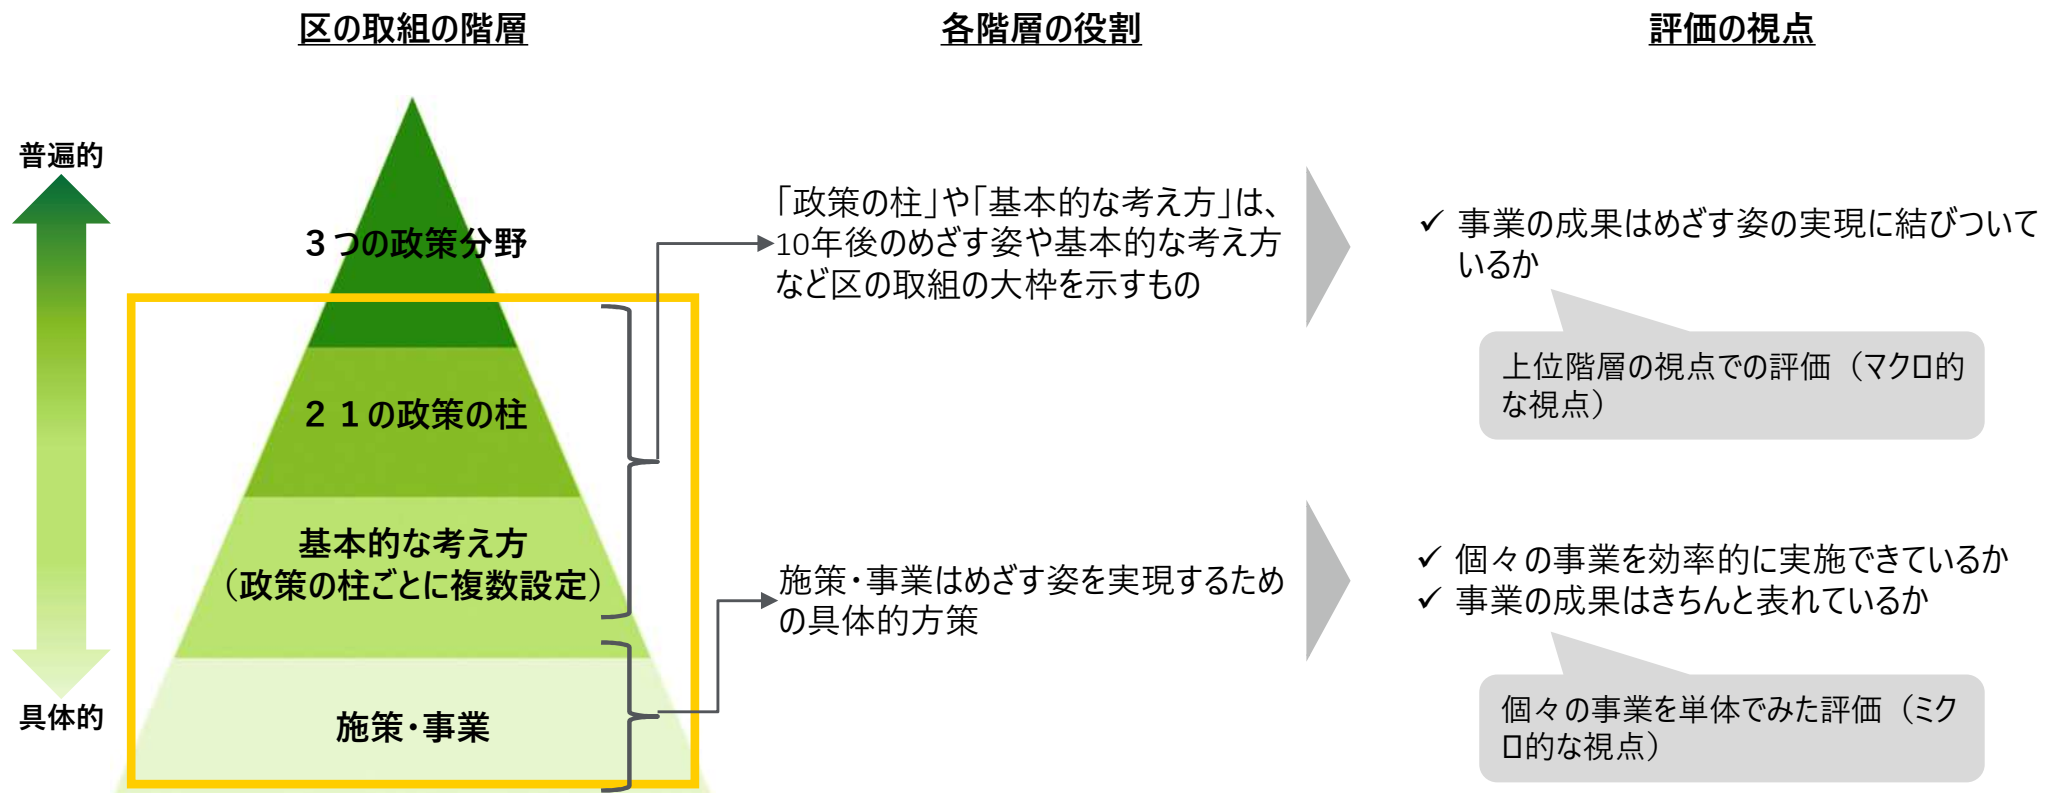 区の取組の階層
各階層の役割
評価の視点
普遍的
具体的
３つの政策分野
２１の政策の柱
基本的な考え方
（政策の柱ごとに複数設定）
施策・事業
「政策の柱」や「基本的な考え方」は、
10年後のめざす姿や基本的な考え方
など区の取組の大枠を示すもの
✓ 事業の成果はめざす姿の実現に結びついて
いるか
上位階層の視点での評価（マクロ的
な視点）
施策・事業はめざす姿を実現するため
の具体的方策
✓ 個々の事業を効率的に実施できているか
✓ 事業の成果はきちんと表れているか
個々の事業を単体でみた評価（ミク
ロ的な視点）